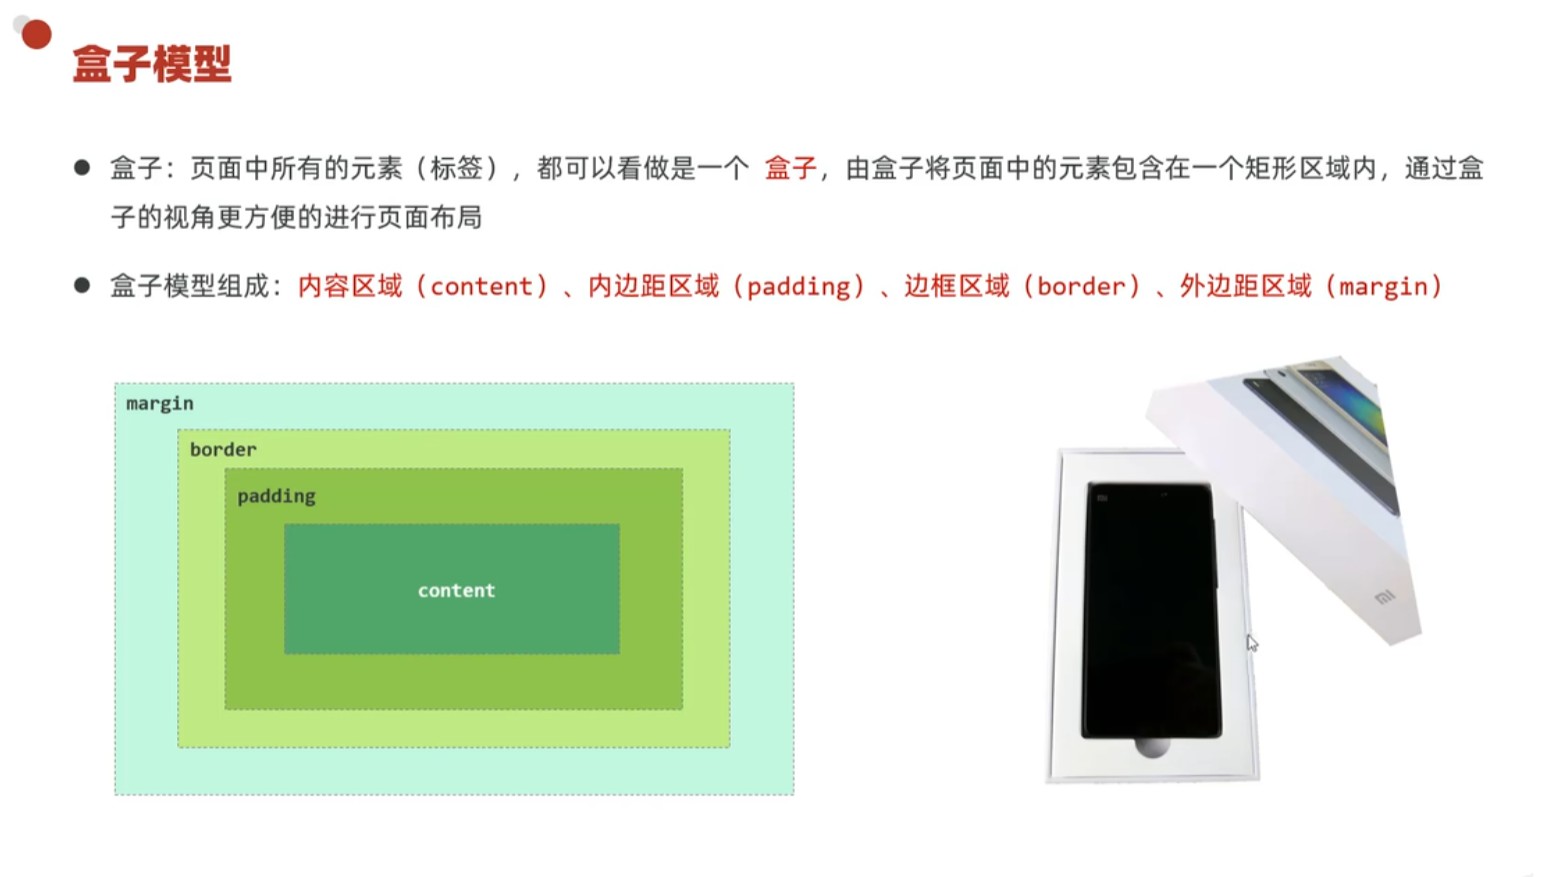 盒子模型
● 盒子：页面中所有的元素（标签），都可以看做是一个 盒子，由盒子将页面中的元素包含在一个矩形区域内，通过盒
子的视角更方便的进行页面布局
● 盒子模型组成：内容区域（content）、内边距区域（padding）、边框区域（border）、外边距区域（margin）
margin
border
padding
content